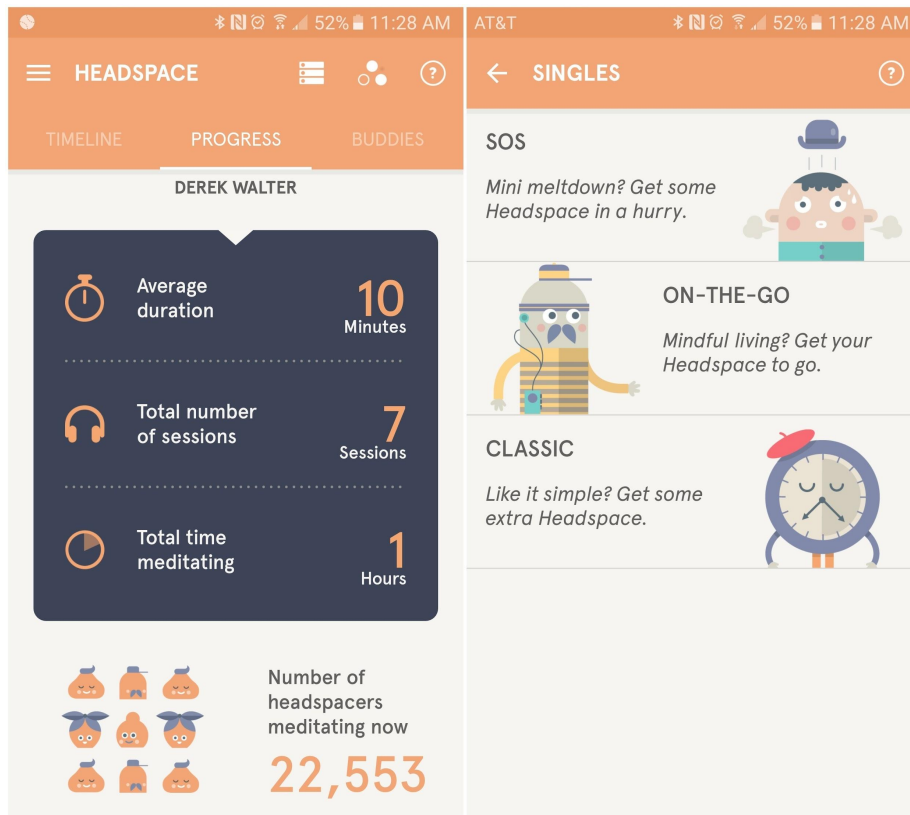 52% 11:28 AM
HEADSPACE
?
TIMELINE PROGRESS BUDDIES
DEREK WALTER
Average
duration
10
Minutes
Total number
of sessions
7
Sessions
Total time
meditating
1
Hours
Number of
headspacers
meditating now
22,553
AT&T N 52% 11:28 AM
SINGLES
?
SOS
Mini meltdown? Get some
Headspace in a hurry.
ON-THE-GO
Mindful living? Get your
Headspace to go.
CLASSIC
Like it simple? Get some
extra Headspace.